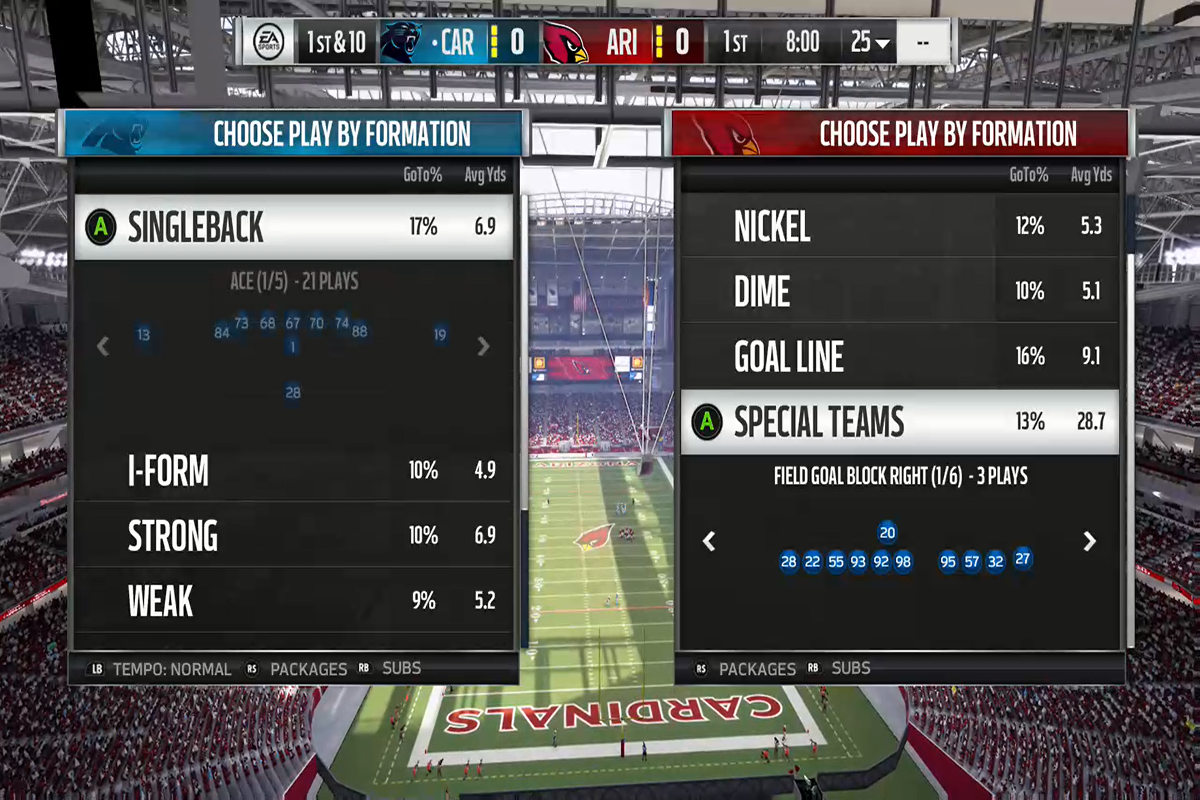 EA SPORTS 1ST & 10 CAR 0 ARI 0 1ST 8:00 25 --
CHOOSE PLAY BY FORMATION
GoTo% Avg Yds
A SINGLEBACK 17% 6.9
ACE (1/5) - 21 PLAYS
13 84 73 68 67 70 74 88 19
1
28
I-FORM 10% 4.9
STRONG 10% 6.9
WEAK 9% 5.2
LB TEMPO: NORMAL RS PACKAGES RB SUBS
CHOOSE PLAY BY FORMATION
GoTo% Avg Yds
NICKEL 12% 5.3
DIME 10% 5.1
GOAL LINE 16% 9.1
A SPECIAL TEAMS 13% 28.7
FIELD GOAL BLOCK RIGHT (1/6) - 3 PLAYS
20
28 22 55 93 92 98 95 57 32 27
RS PACKAGES RB SUBS
CARDINALS